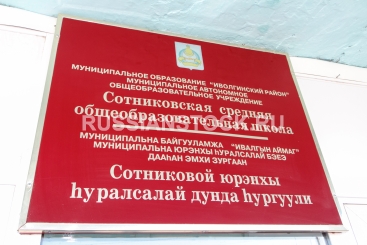 МУНИЦИПАЛЬНОЕ ОБРАЗОВАНИЕ "ИВОЛГИНСКИЙ РАЙОН"
МУНИЦИПАЛЬНОЕ АВТОНОМНОЕ
ОБЩЕОБРАЗОВАТЕЛЬНОЕ УЧРЕЖДЕНИЕ
Сотниковская средняя
общеобразовательная школа
RUSSIANSTOCK.RU
МУНИЦИПАЛЬНА БАЙГУУЛАМЖА "ИВАЛГЫН АЙМАГ"
МУНИЦИПАЛЬНА ЮРЭНХЫ ҺУРАЛСАЛАЙ БЭЕЭ
ДААҺАН ЭМХИ ЗУРГААН
Сотниковой юрэнхы
һуралсалай дунда һургуули